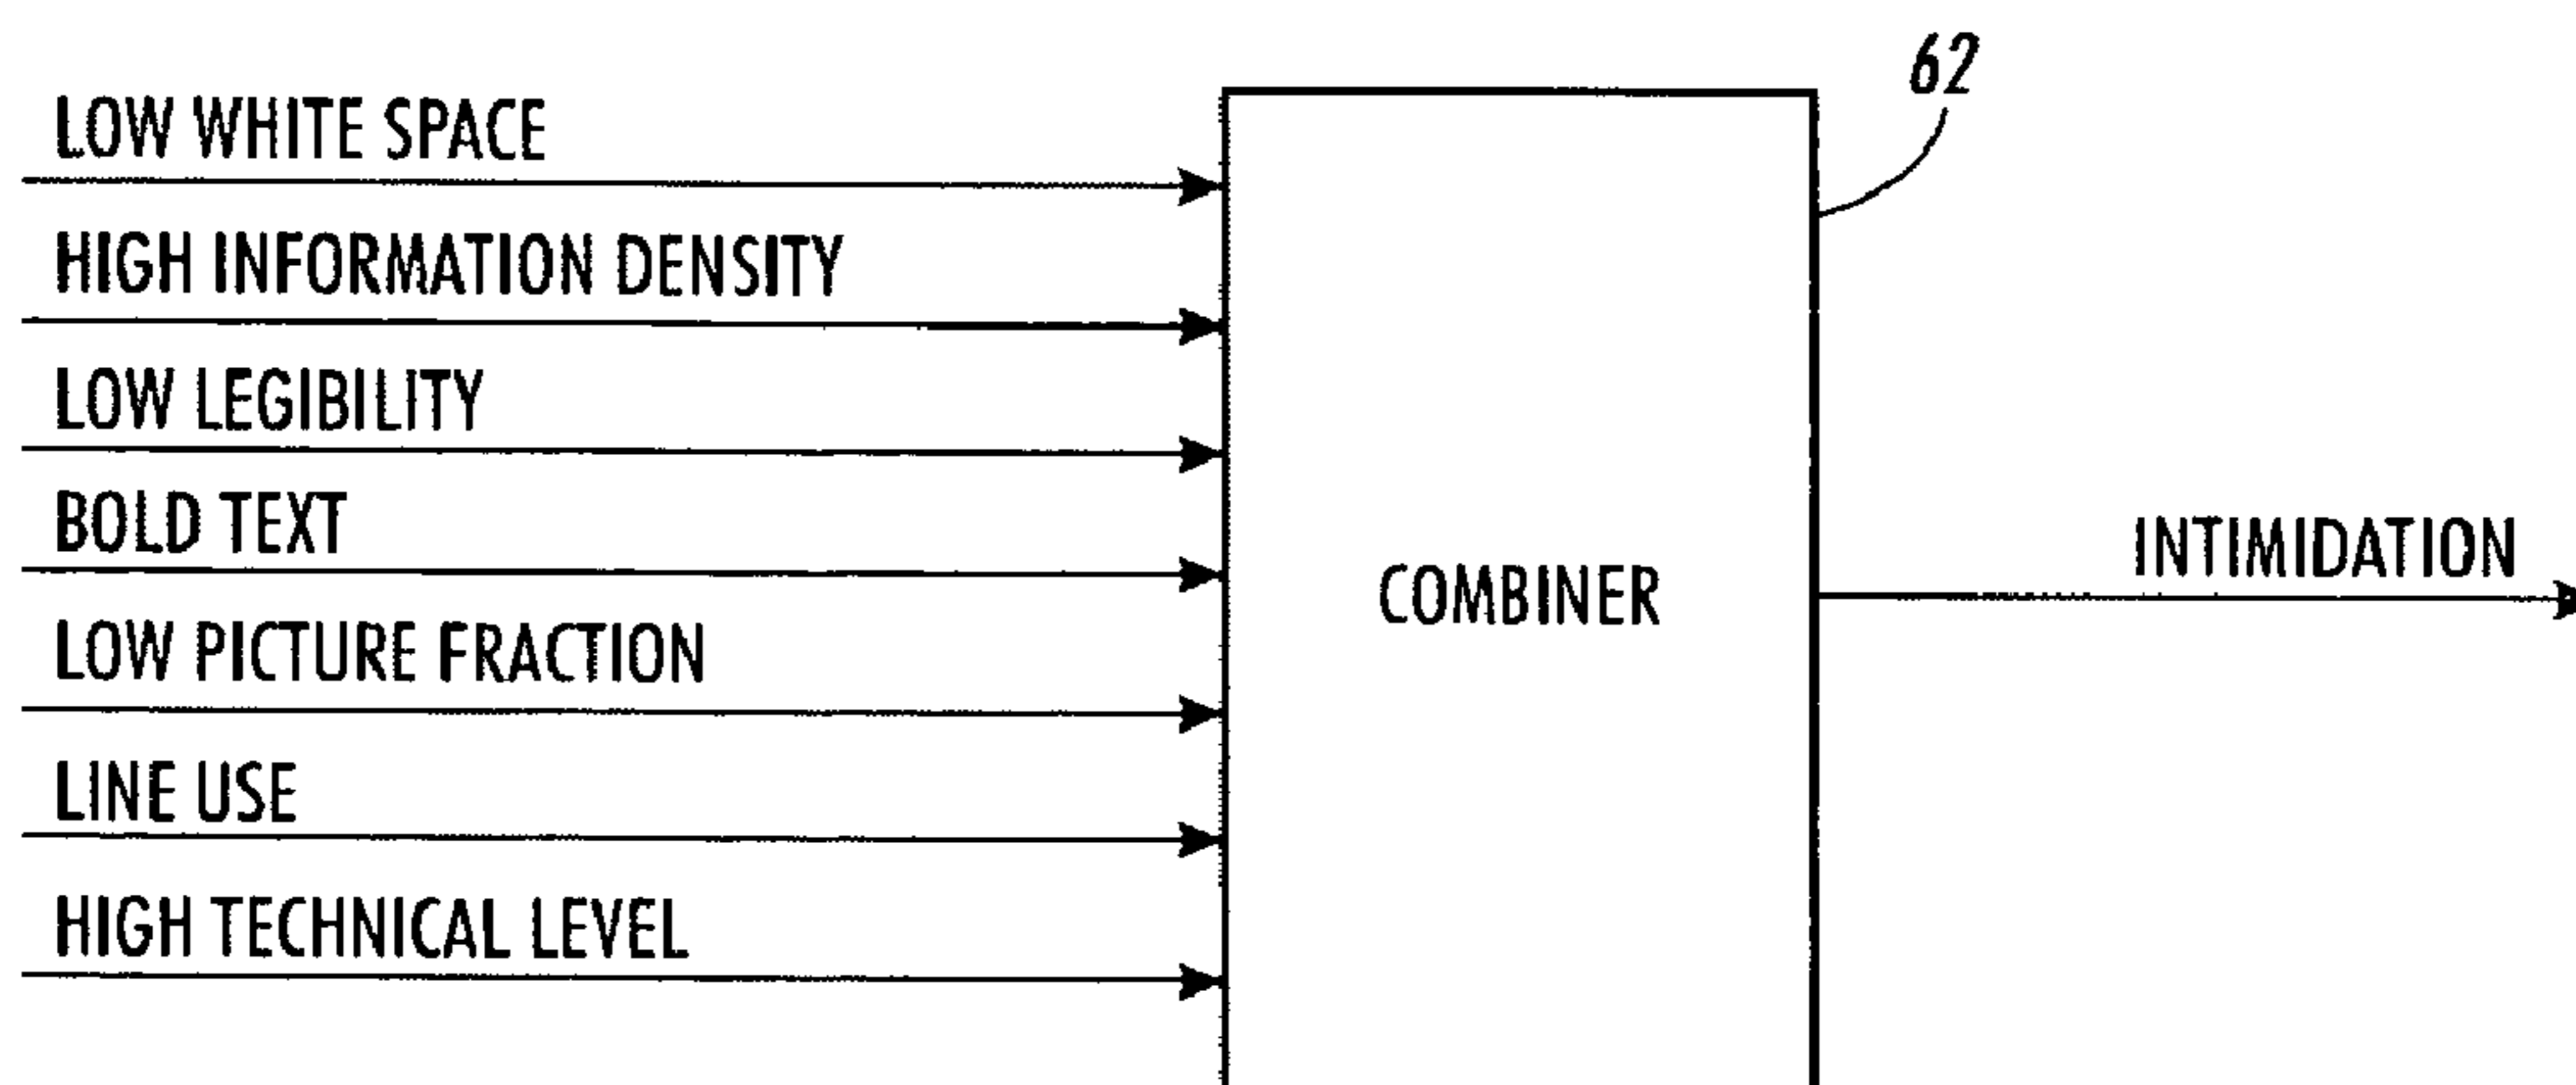 62
LOW WHITE SPACE
HIGH INFORMATION DENSITY
LOW LEGIBILITY
BOLD TEXT
LOW PICTURE FRACTION
LINE USE
HIGH TECHNICAL LEVEL
COMBINER
INTIMIDATION